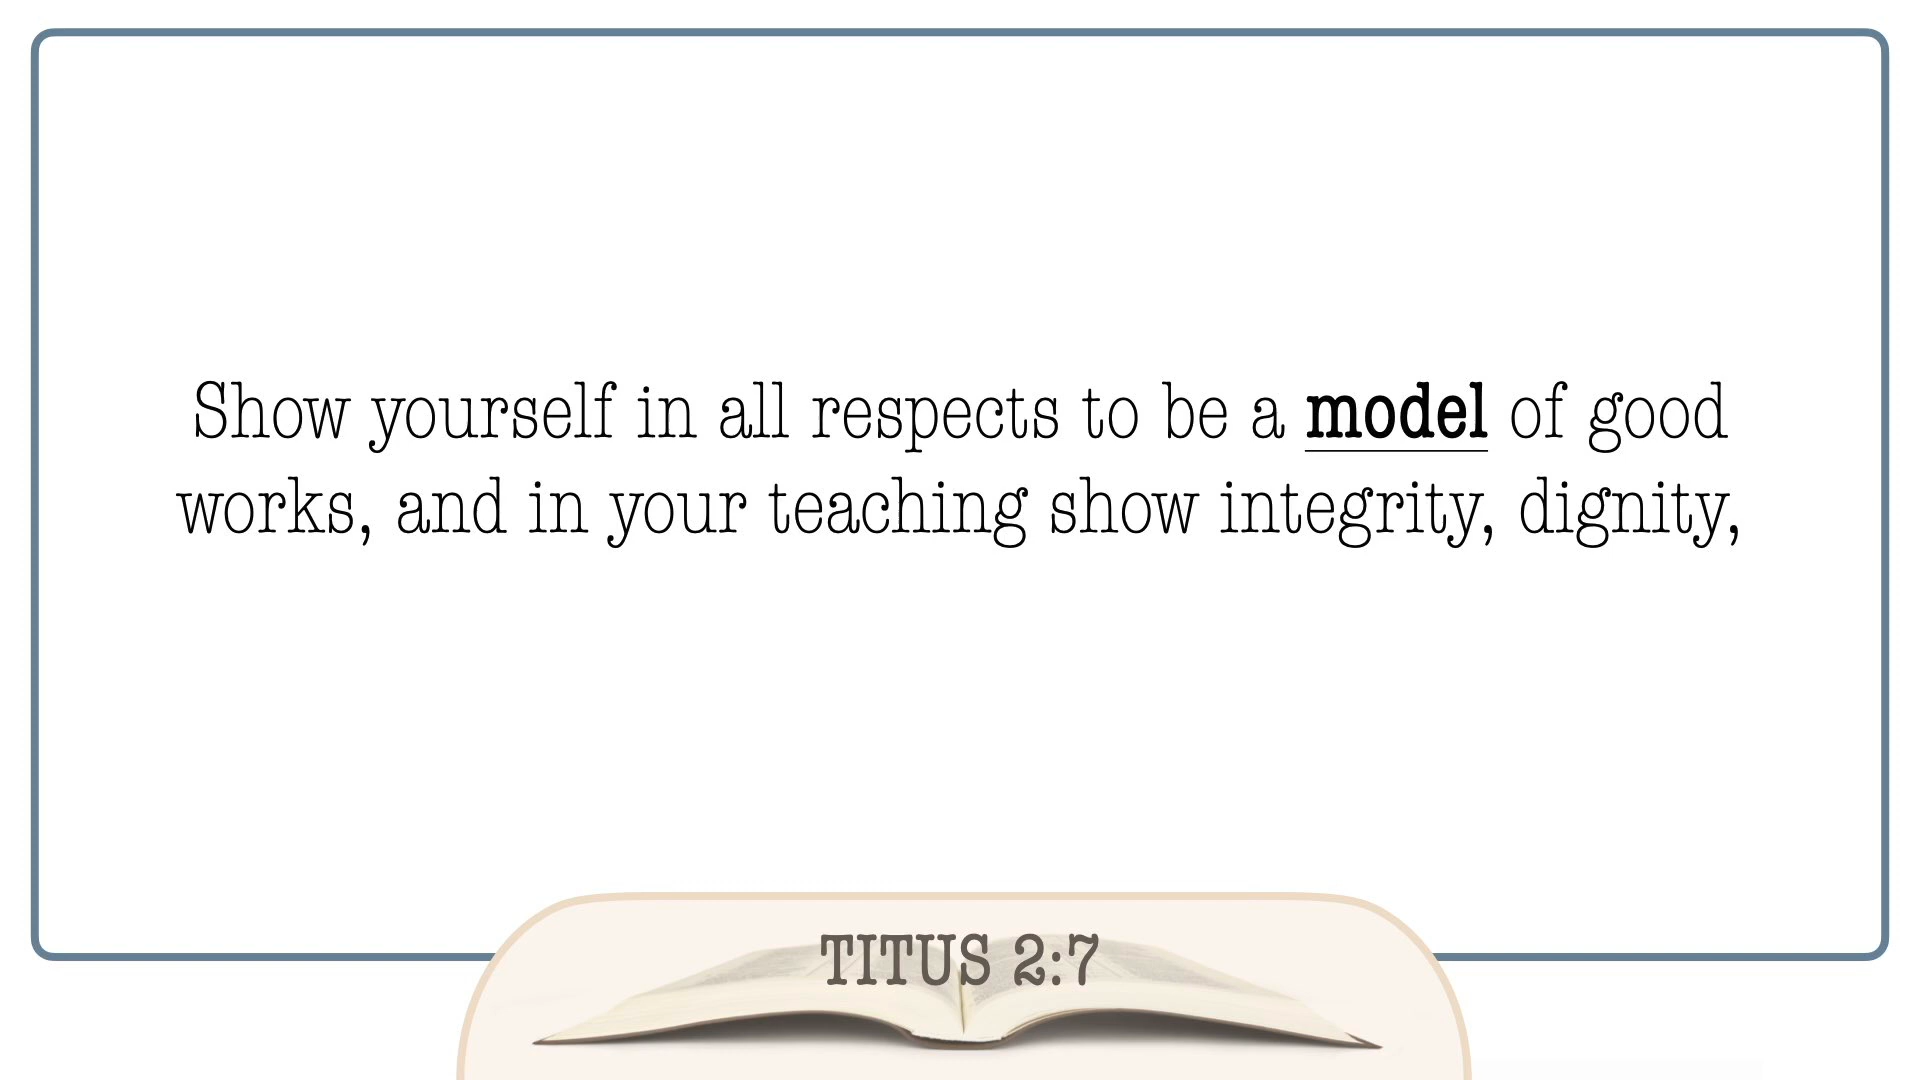 Show yourself in all respects to be a model of good
works, and in your teaching show integrity, dignity,
TITUS 2:7